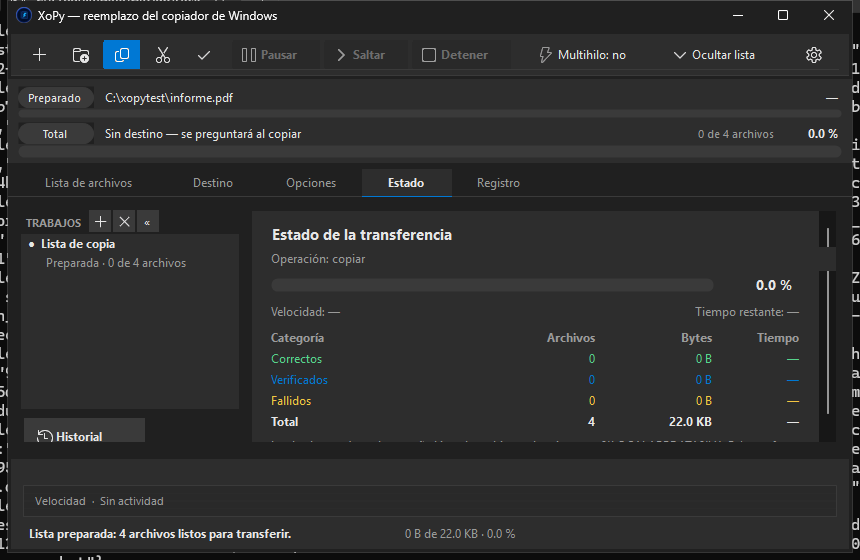 XoPy — reemplazo del copiador de Windows
Pausar Saltar Detener Multihilo: no Ocultar lista
Preparado C:\xopytest\informe.pdf —
Total Sin destino — se preguntará al copiar 0 de 4 archivos 0.0 %
Lista de archivos Destino Opciones Estado Registro
TRABAJOS
Lista de copia
Preparada · 0 de 4 archivos
Historial
Estado de la transferencia
Operación: copiar
0.0 %
Velocidad: — Tiempo restante: —
Categoría Archivos Bytes Tiempo
Correctos 0 0 B —
Verificados 0 0 B —
Fallidos 0 0 B —
Total 4 22.0 KB —
Velocidad · Sin actividad
Lista preparada: 4 archivos listos para transferir. 0 B de 22.0 KB · 0.0 %